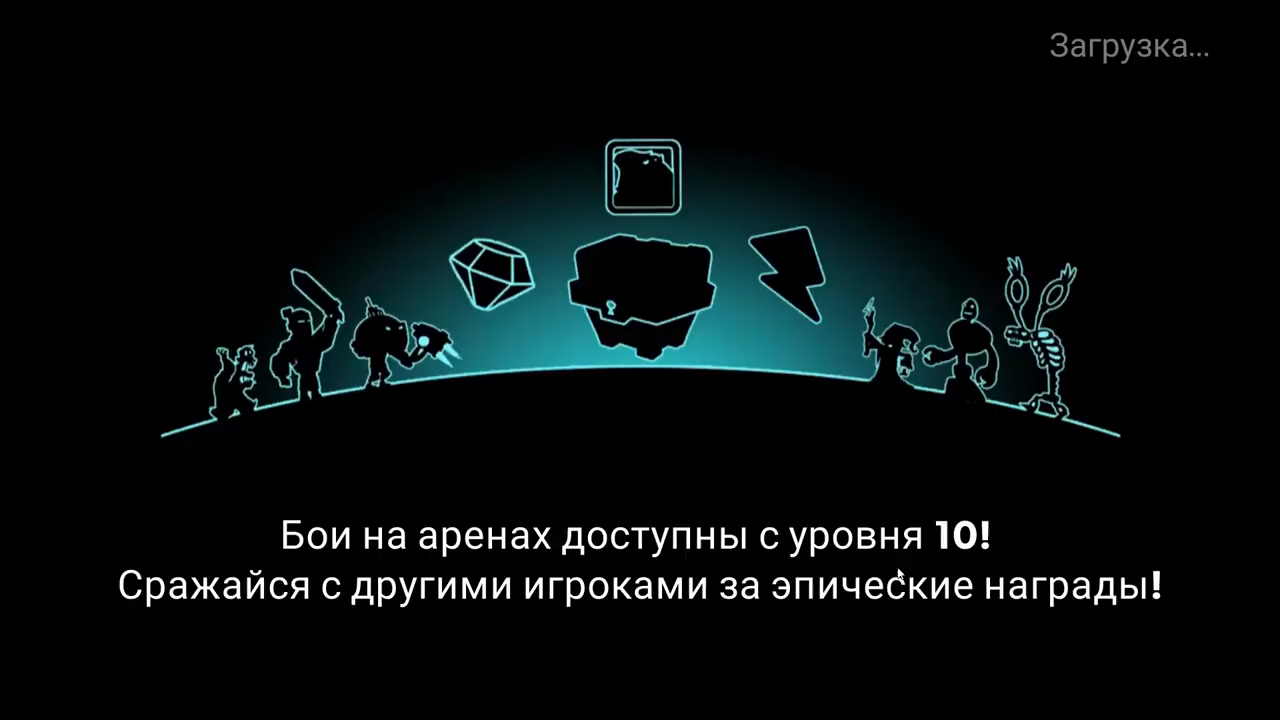 Загрузка...
Бои на аренах доступны с уровня 10!
Сражайся с другими игроками за эпические награды!